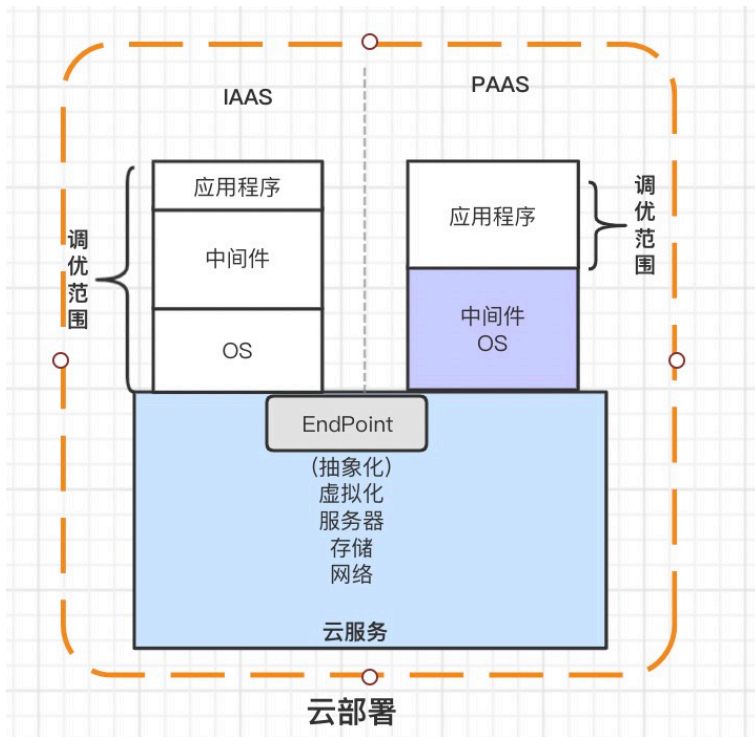 IAAS
PAAS
调优范围
应用程序
中间件
OS
应用程序
中间件
OS
调优范围
EndPoint
(抽象化)
虚拟化
服务器
存储
网络
云服务
云部署